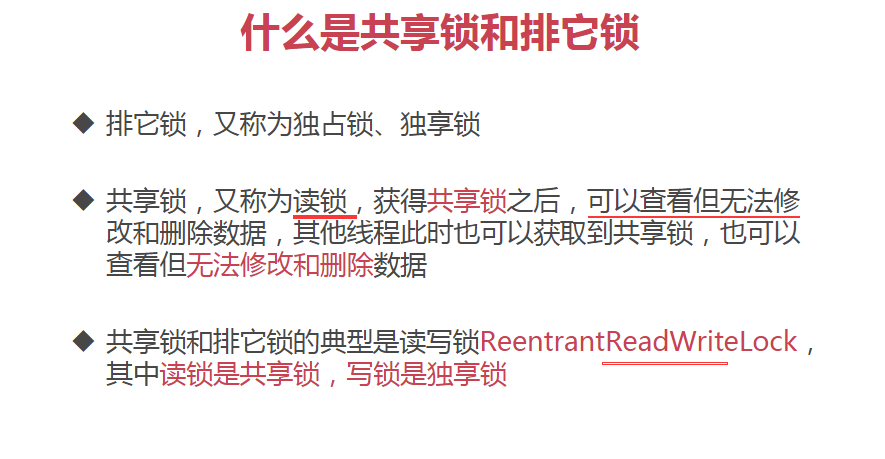 什么是共享锁和排它锁
◆ 排它锁，又称为独占锁、独享锁
◆ 共享锁，又称为读锁，获得共享锁之后，可以查看但无法修
改和删除数据，其他线程此时也可以获取到共享锁，也可以
查看但无法修改和删除数据
◆ 共享锁和排它锁的典型是读写锁ReentrantReadWriteLock，
其中读锁是共享锁，写锁是独享锁